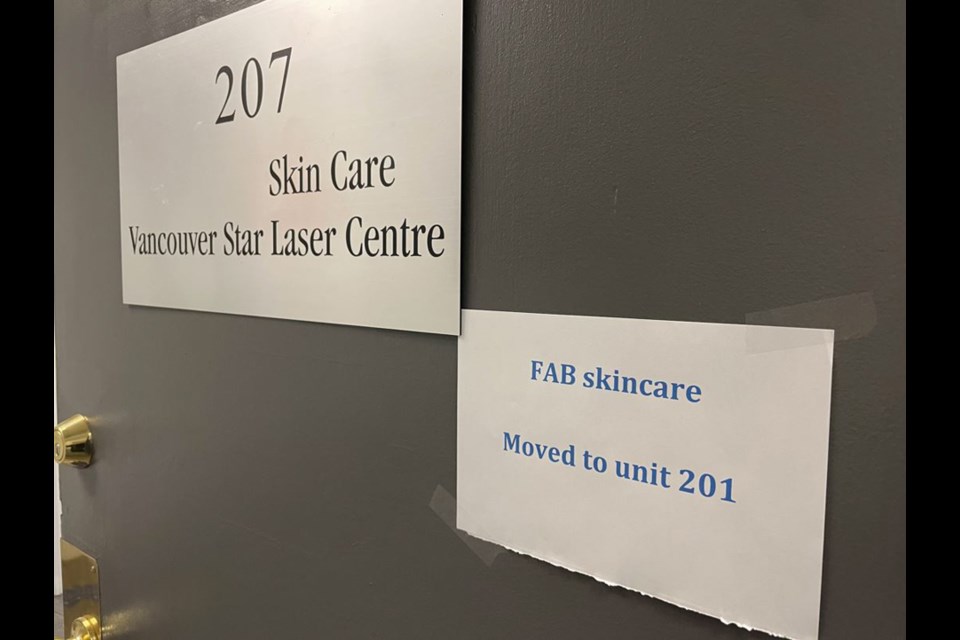 207
Skin Care
Vancouver Star Laser Centre
FAB skincare
Moved to unit 201